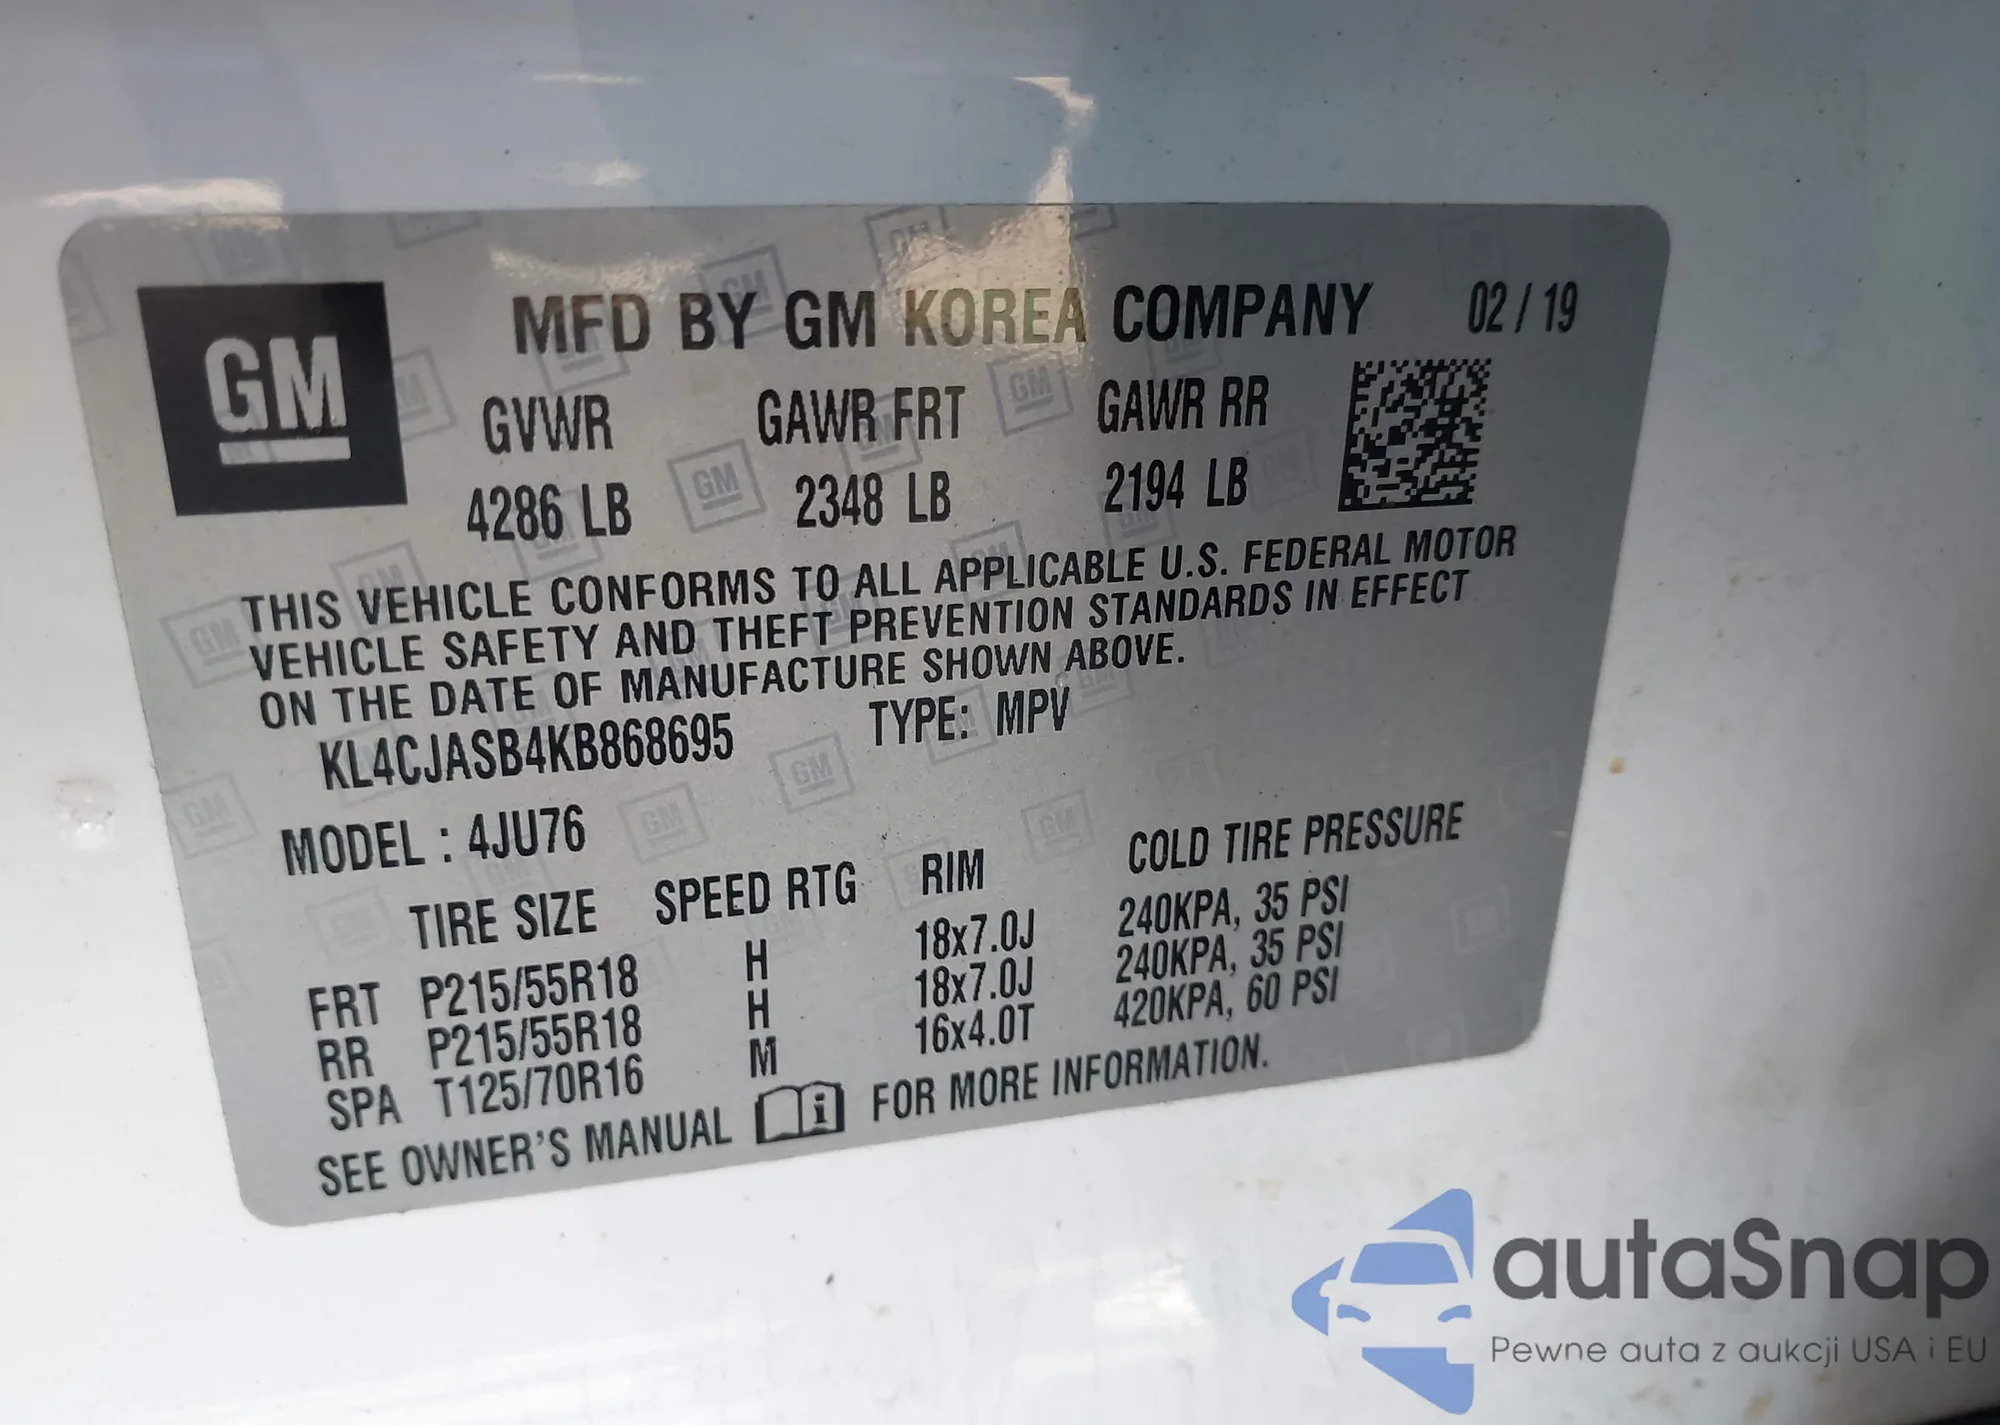 GM
MFD BY GM KOREA COMPANY 02 / 19
GVWR GAWR FRT GAWR RR
4286 LB 2348 LB 2194 LB
THIS VEHICLE CONFORMS TO ALL APPLICABLE U.S. FEDERAL MOTOR
VEHICLE SAFETY AND THEFT PREVENTION STANDARDS IN EFFECT
ON THE DATE OF MANUFACTURE SHOWN ABOVE.
KL4CJASB4KB868695 TYPE: MPV
MODEL : 4JU76
TIRE SIZE SPEED RTG RIM COLD TIRE PRESSURE
FRT P215/55R18 H 18x7.0J 240KPA, 35 PSI
RR P215/55R18 H 18x7.0J 240KPA, 35 PSI
SPA T125/70R16 M 16x4.0T 420KPA, 60 PSI
SEE OWNER'S MANUAL i FOR MORE INFORMATION.
autaSnap
Pewne auta z aukcji USA i EU